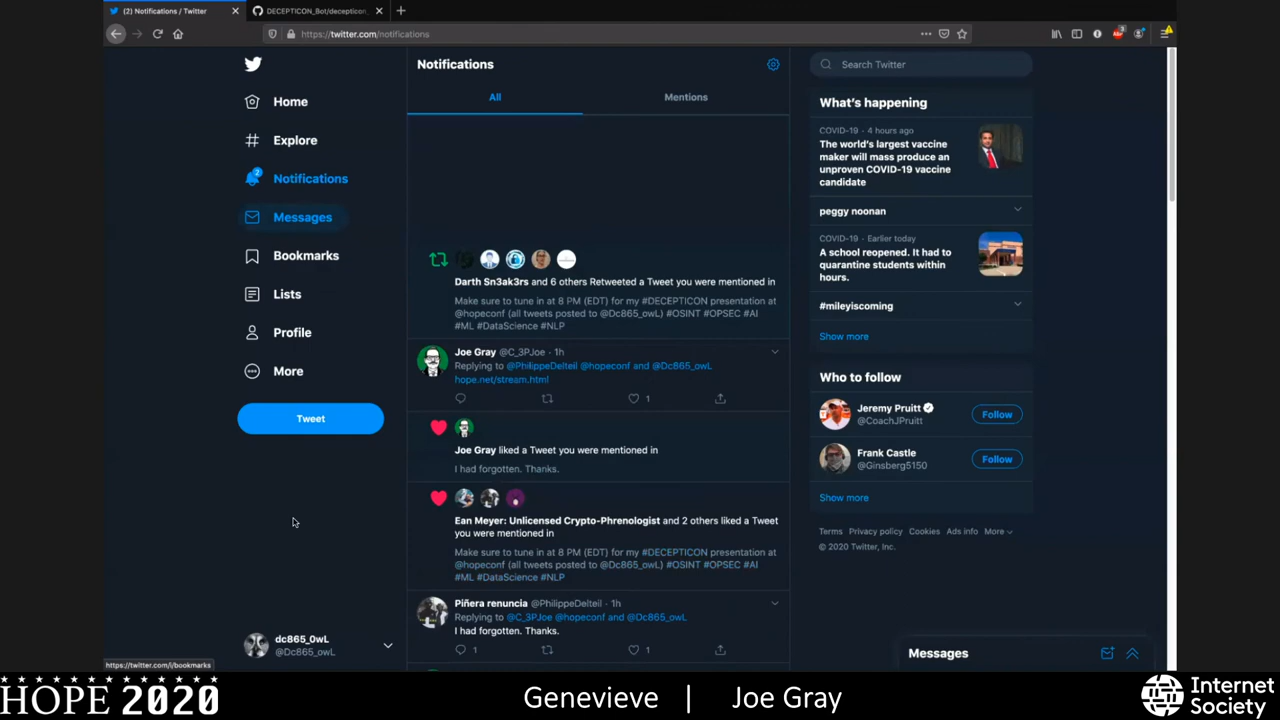 (2) Notifications / Twitter
DECEPTICON_Bot/decepticon
https://twitter.com/notifications
Notifications
Search Twitter
Home
All
Mentions
What's happening
COVID-19 · 4 hours ago
The world's largest vaccine
maker will mass produce an
unproven COVID-19 vaccine
candidate
Explore
2
Notifications
Messages
peggy noonan
COVID-19 · Earlier today
A school reopened. It had to
quarantine students within
hours.
Bookmarks
Lists
#mileyiscoming
Profile
Show more
More
Tweet
Darth Sn3ak3rs and 6 others Retweeted a Tweet you were mentioned in
Make sure to tune in at 8 PM (EDT) for my #DECEPTICON presentation at
@hopeconf (all tweets posted to @Dc865_owL) #OSINT #OPSEC #AI
#ML #DataScience #NLP
Joe Gray @C_3PJoe · 1h
Replying to @PhilippeDelteil @hopeconf and @Dc865_owL
hope.net/stream.html
1
Joe Gray liked a Tweet you were mentioned in
I had forgotten. Thanks.
Ean Meyer: Unlicensed Crypto-Phrenologist and 2 others liked a Tweet
you were mentioned in
Make sure to tune in at 8 PM (EDT) for my #DECEPTICON presentation at
@hopeconf (all tweets posted to @Dc865_owL) #OSINT #OPSEC #AI
#ML #DataScience #NLP
Piñera renuncia @PhilippeDelteil · 1h
Replying to @C_3PJoe @hopeconf and @Dc865_owL
I had forgotten. Thanks.
1 1
Who to follow
Jeremy Pruitt
@CoachJPruitt
Follow
Frank Castle
@Ginsberg5150
Follow
Show more
Terms Privacy policy Cookies Ads info More
© 2020 Twitter, Inc.
dc865_0wL
@Dc865_owL
Messages
https://twitter.com/i/bookmarks
HOPE 2020
Genevieve | Joe Gray
Internet
Society